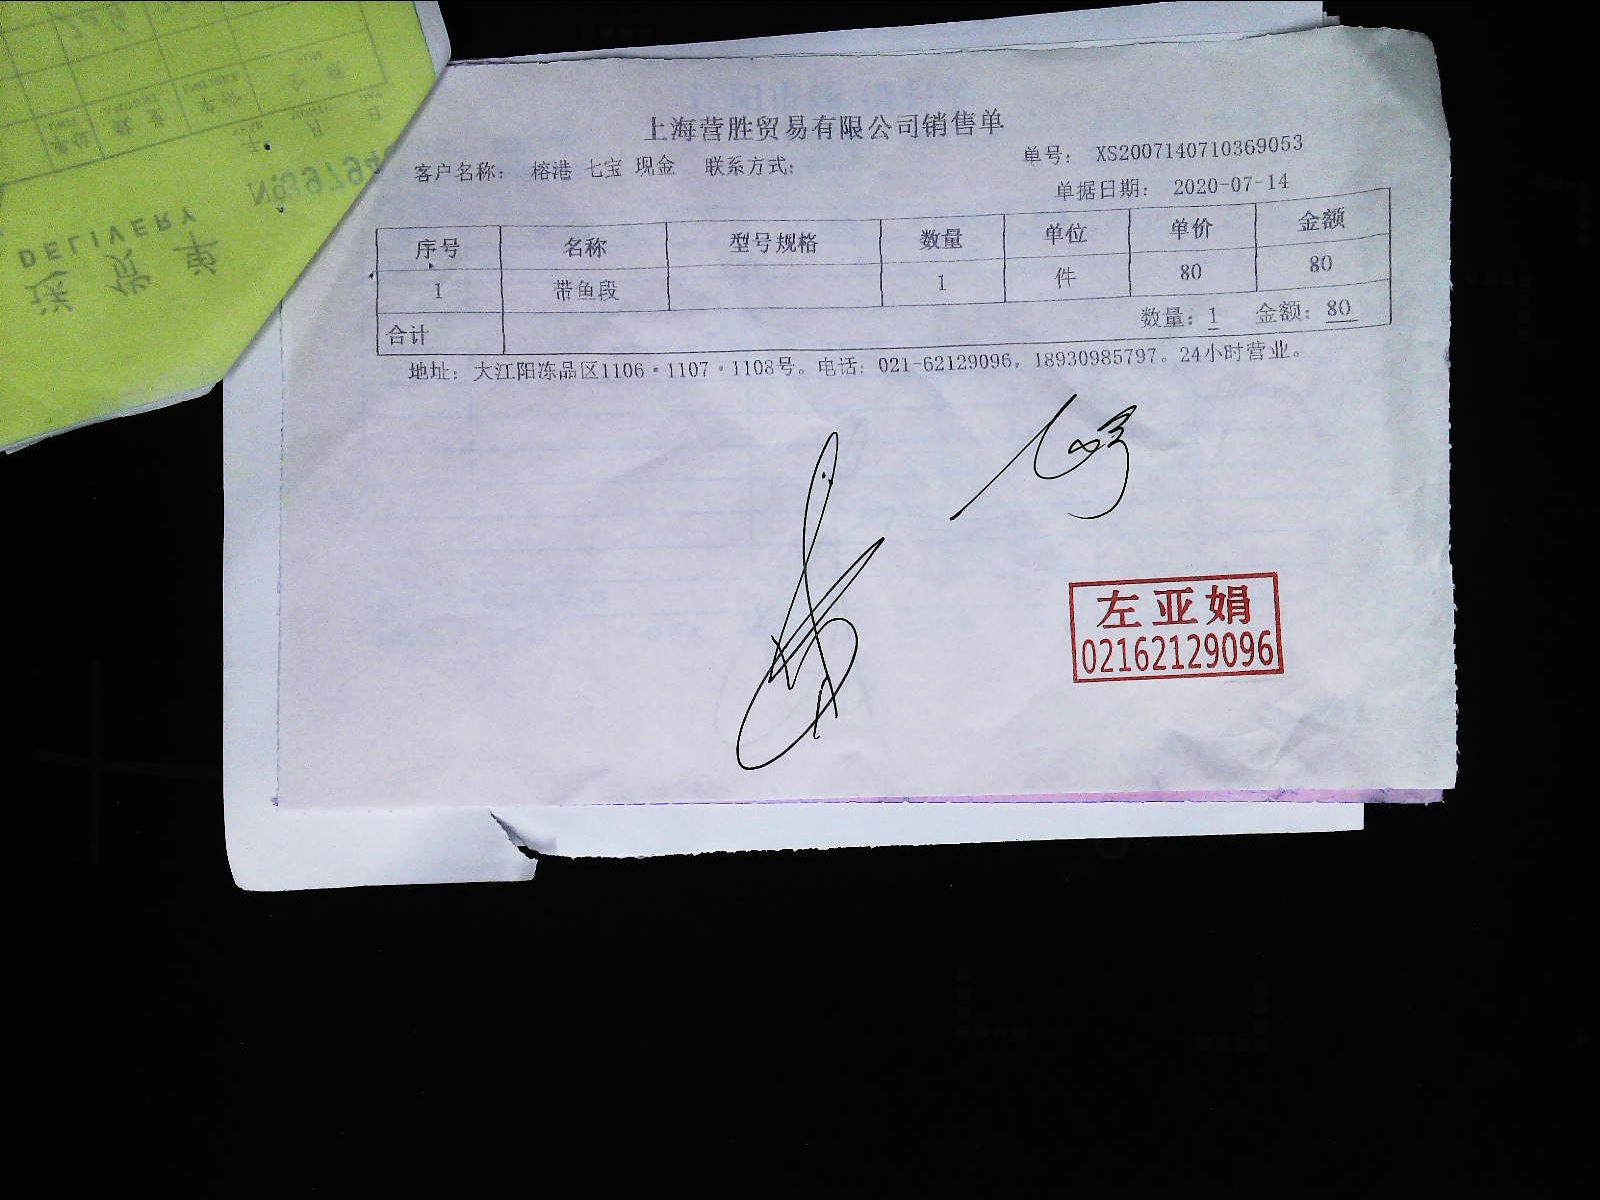 上海营胜贸易有限公司销售单
客户名称： 榕港 七宝 现金 联系方式：
单号： XS2007140710369053
单据日期： 2020-07-14
序号 名称 型号规格 数量 单位 单价 金额
1 带鱼段 1 件 80 80
合计 数量：1 金额：80
地址：大江阳冻品区1106·1107·1108号。电话：021-62129096，18930985797。24小时营业。
左亚娟
02162129096
DELIVERY
送货单